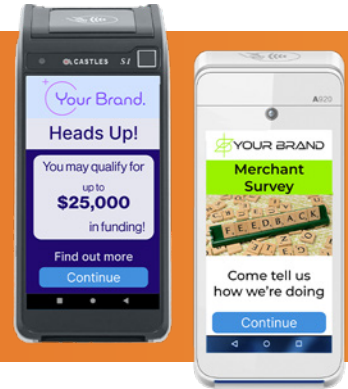 CASTLES S1
Your Brand.
Heads Up!
You may qualify for
up to
$25,000
in funding!
Find out more
Continue
A920
YOUR BRAND
Merchant
Survey
FEEDBACK
Come tell us
how we're doing
Continue